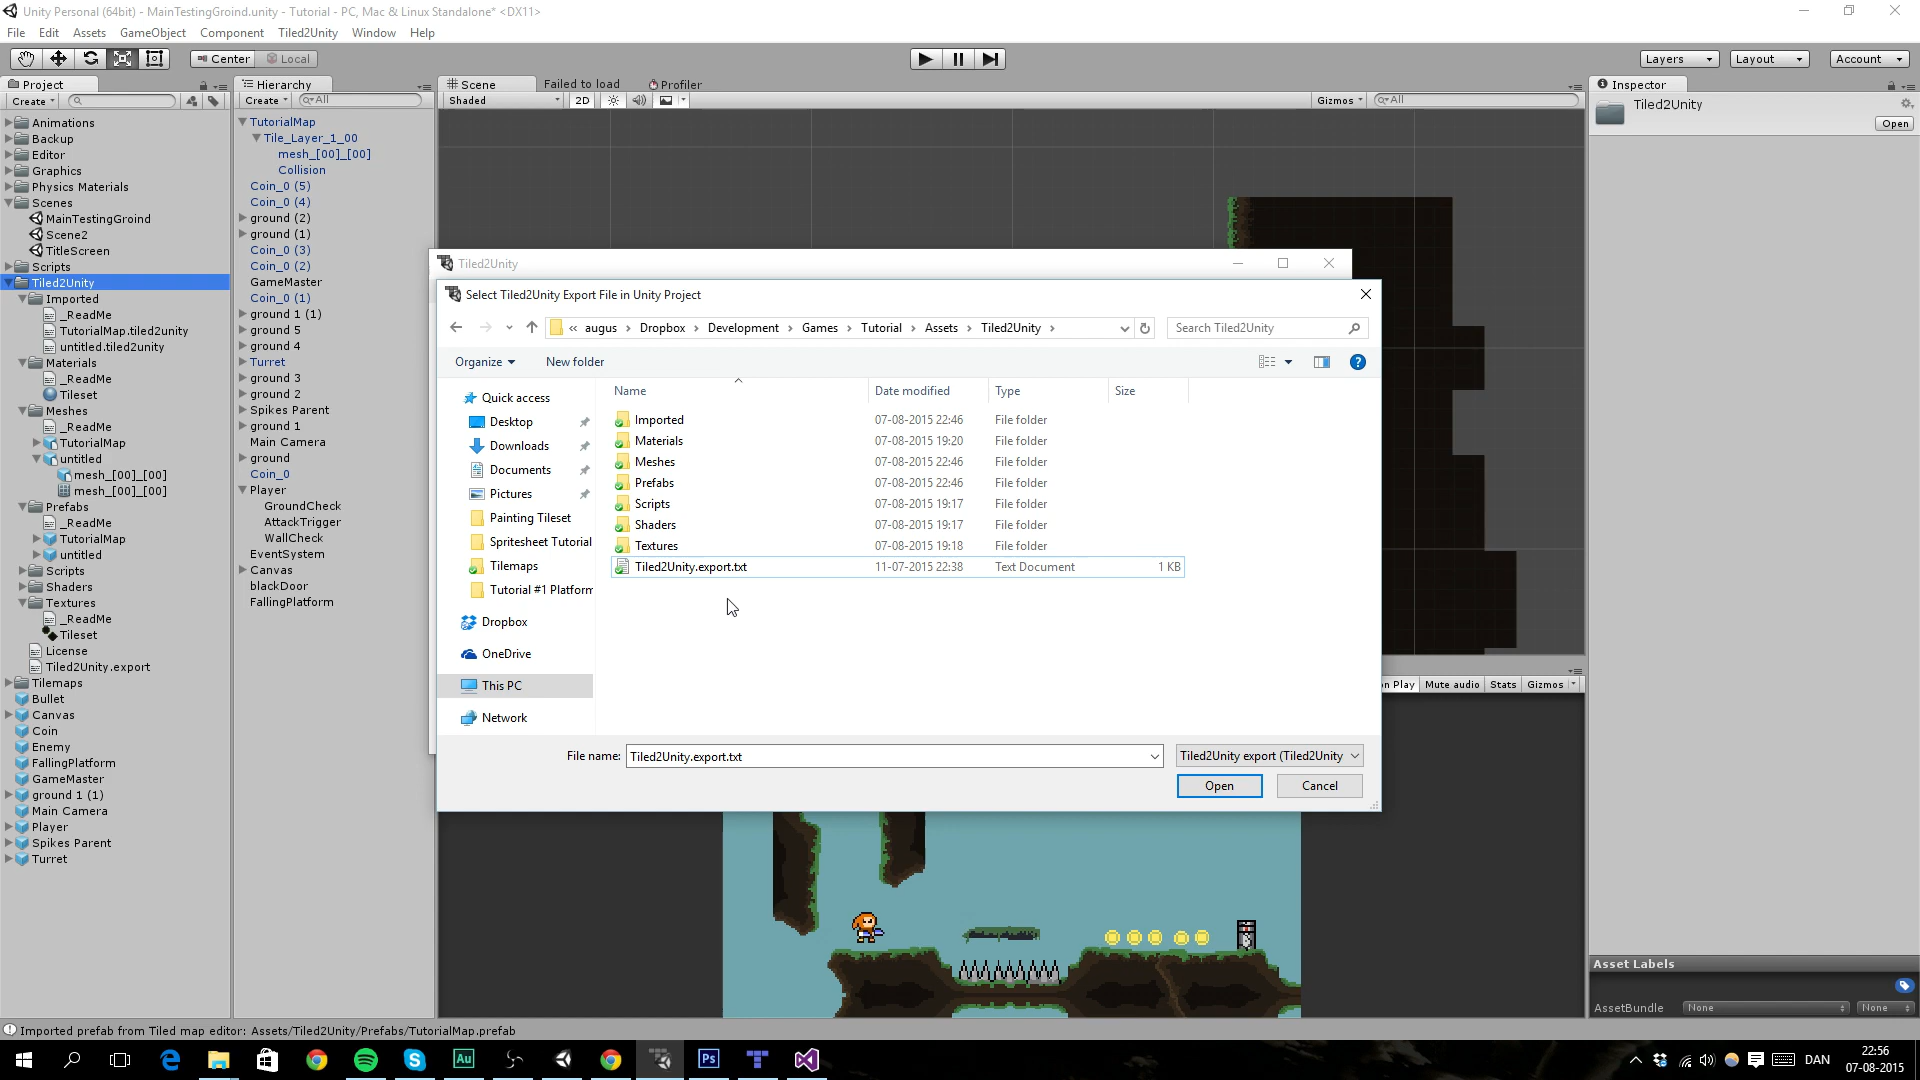 Unity Personal (64bit) - MainTestingGroind.unity - Tutorial - PC, Mac & Linux Standalone* <DX11>
File Edit Assets GameObject Component Tiled2Unity Window Help
Center Local
Layers Layout Account
Project
Create
Animations
Backup
Editor
Graphics
Physics Materials
Scenes
MainTestingGroind
Scene2
TitleScreen
Scripts
Tiled2Unity
Imported
_ReadMe
TutorialMap.tiled2unity
untitled.tiled2unity
Materials
_ReadMe
Tileset
Meshes
_ReadMe
TutorialMap
untitled
mesh_[00]_[00]
mesh_[00]_[00]
Prefabs
_ReadMe
TutorialMap
untitled
Scripts
Shaders
Textures
_ReadMe
Tileset
License
Tiled2Unity.export
Tilemaps
Bullet
Canvas
Coin
Enemy
FallingPlatform
GameMaster
ground 1 (1)
Main Camera
Player
Spikes Parent
Turret
Hierarchy
Create All
TutorialMap
Tile_Layer_1_00
mesh_[00]_[00]
Collision
Coin_0 (5)
Coin_0 (4)
ground (2)
ground (1)
Coin_0 (3)
Coin_0 (2)
GameMaster
Coin_0 (1)
ground 1 (1)
ground 5
ground 4
Turret
ground 3
ground 2
Spikes Parent
ground 1
Main Camera
ground
Coin_0
Player
GroundCheck
AttackTrigger
WallCheck
EventSystem
Canvas
blackDoor
FallingPlatform
Scene Failed to load Profiler
Shaded 2D Gizmos All
Tiled2Unity
Select Tiled2Unity Export File in Unity Project
« augus › Dropbox › Development › Games › Tutorial › Assets › Tiled2Unity ›
Search Tiled2Unity
Organize New folder
Quick access
Desktop
Downloads
Documents
Pictures
Painting Tileset
Spritesheet Tutorial
Tilemaps
Tutorial #1 Platform
Dropbox
OneDrive
This PC
Network
Name Date modified Type Size
Imported 07-08-2015 22:46 File folder
Materials 07-08-2015 19:20 File folder
Meshes 07-08-2015 22:46 File folder
Prefabs 07-08-2015 22:46 File folder
Scripts 07-08-2015 19:17 File folder
Shaders 07-08-2015 19:17 File folder
Textures 07-08-2015 19:18 File folder
Tiled2Unity.export.txt 11-07-2015 22:38 Text Document 1 KB
File name: Tiled2Unity.export.txt Tiled2Unity export (Tiled2Unity
Open Cancel
on Play Mute audio Stats Gizmos
Inspector
Tiled2Unity
Open
Asset Labels
AssetBundle None None
Imported prefab from Tiled map editor: Assets/Tiled2Unity/Prefabs/TutorialMap.prefab
Au
Ps
DAN
22:56
07-08-2015